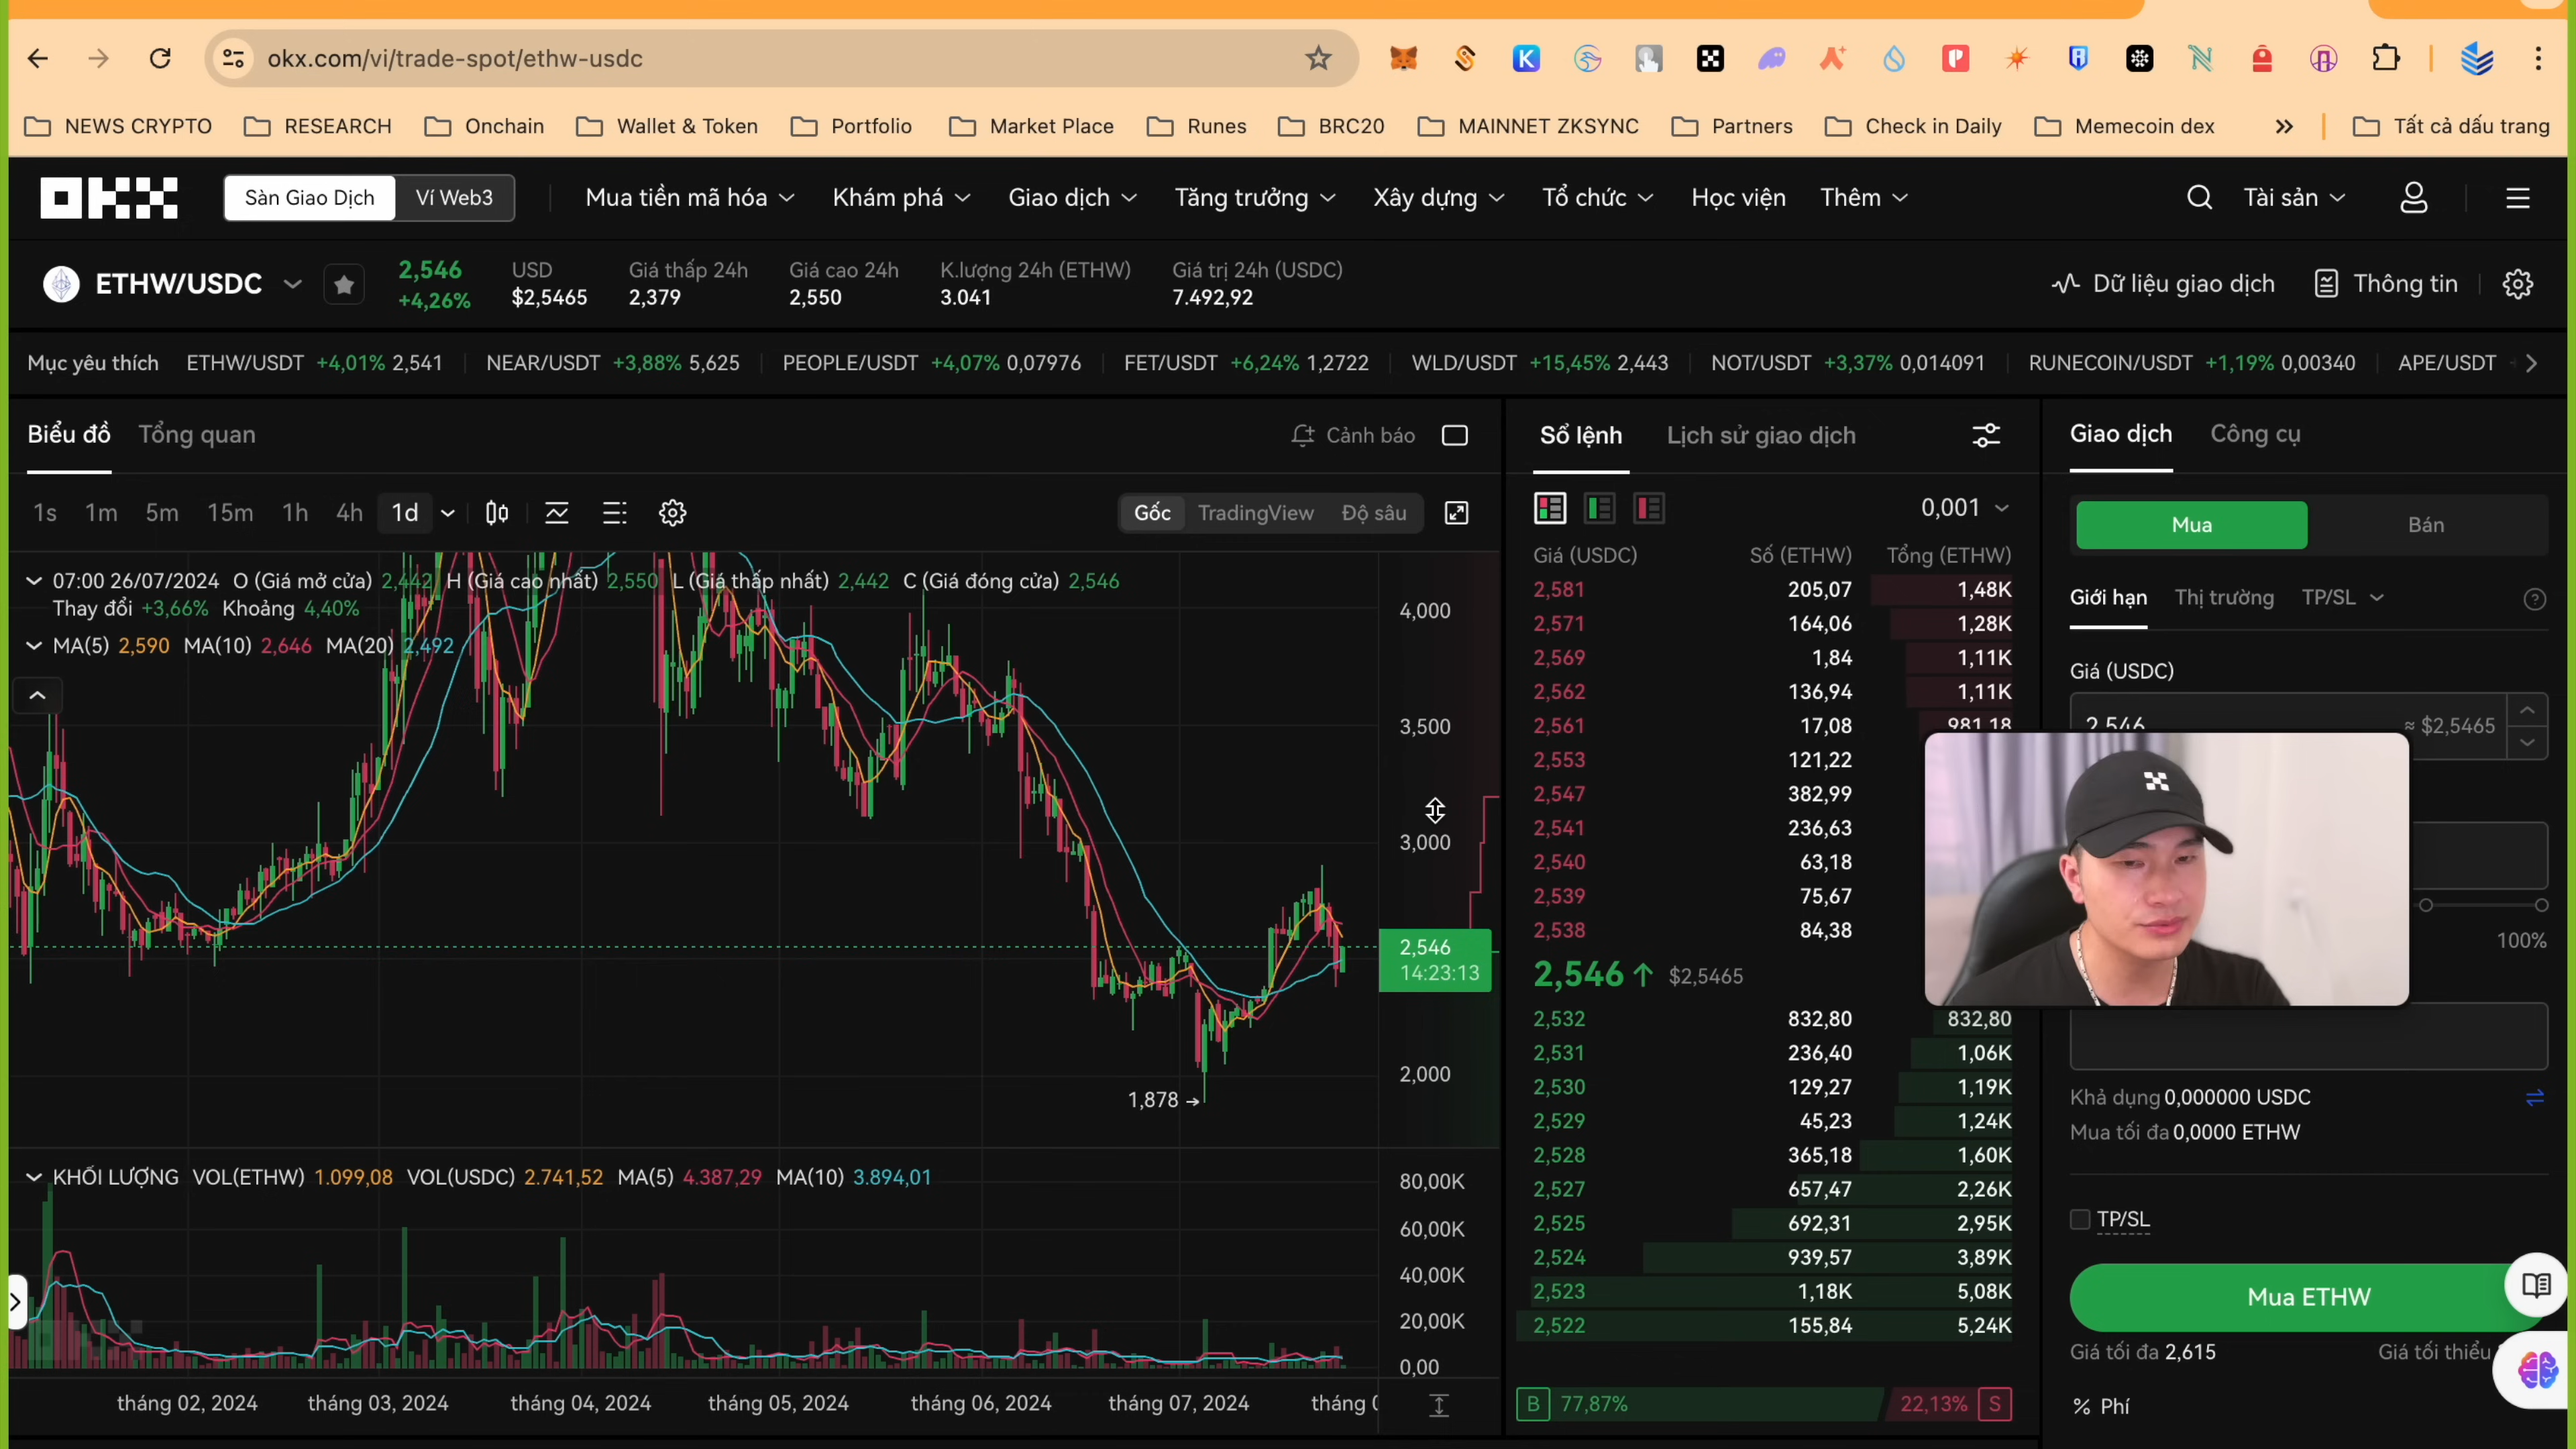 okx.com/vi/trade-spot/ethw-usdc
NEWS CRYPTO RESEARCH Onchain Wallet & Token Portfolio Market Place Runes BRC20 MAINNET ZKSYNC Partners Check in Daily Memecoin dex Tất cả dấu trang
OKX Sàn Giao Dịch Ví Web3 Mua tiền mã hóa Khám phá Giao dịch Tăng trưởng Xây dựng Tổ chức Học viện Thêm Tài sản
ETHW/USDC 2,546 +4,26% USD $2,5465 Giá thấp 24h 2,379 Giá cao 24h 2,550 K.lượng 24h (ETHW) 3.041 Giá trị 24h (USDC) 7.492,92 Dữ liệu giao dịch Thông tin
Mục yêu thích ETHW/USDT +4,01% 2,541 NEAR/USDT +3,88% 5,625 PEOPLE/USDT +4,07% 0,07976 FET/USDT +6,24% 1,2722 WLD/USDT +15,45% 2,443 NOT/USDT +3,37% 0,014091 RUNECOIN/USDT +1,19% 0,00340 APE/USDT
Biểu đồ Tổng quan Cảnh báo
1s 1m 5m 15m 1h 4h 1d Gốc TradingView Độ sâu
07:00 26/07/2024 O (Giá mở cửa) 2,442 H (Giá cao nhất) 2,550 L (Giá thấp nhất) 2,442 C (Giá đóng cửa) 2,546
Thay đổi +3,66% Khoảng 4,40%
MA(5) 2,590 MA(10) 2,646 MA(20) 2,492
4,000
3,500
3,000
2,546
14:23:13
2,000
1,878
KHỐI LƯỢNG VOL(ETHW) 1.099,08 VOL(USDC) 2.741,52 MA(5) 4.387,29 MA(10) 3.894,01
80,00K
60,00K
40,00K
20,00K
0,00
tháng 02, 2024 tháng 03, 2024 tháng 04, 2024 tháng 05, 2024 tháng 06, 2024 tháng 07, 2024 tháng
Sổ lệnh Lịch sử giao dịch
0,001
Giá (USDC) Số (ETHW) Tổng (ETHW)
2,581 205,07 1,48K
2,571 164,06 1,28K
2,569 1,84 1,11K
2,562 136,94 1,11K
2,561 17,08 981,18
2,553 121,22
2,547 382,99
2,541 236,63
2,540 63,18
2,539 75,67
2,538 84,38
2,546 $2,5465
2,532 832,80 832,80
2,531 236,40 1,06K
2,530 129,27 1,19K
2,529 45,23 1,24K
2,528 365,18 1,60K
2,527 657,47 2,26K
2,525 692,31 2,95K
2,524 939,57 3,89K
2,523 1,18K 5,08K
2,522 155,84 5,24K
B 77,87% 22,13% S
Giao dịch Công cụ
Mua Bán
Giới hạn Thị trường TP/SL
Giá (USDC)
2,546 ≈ $2,5465
100%
Khả dụng 0,000000 USDC
Mua tối đa 0,0000 ETHW
TP/SL
Mua ETHW
Giá tối đa 2,615 Giá tối thiểu
% Phí